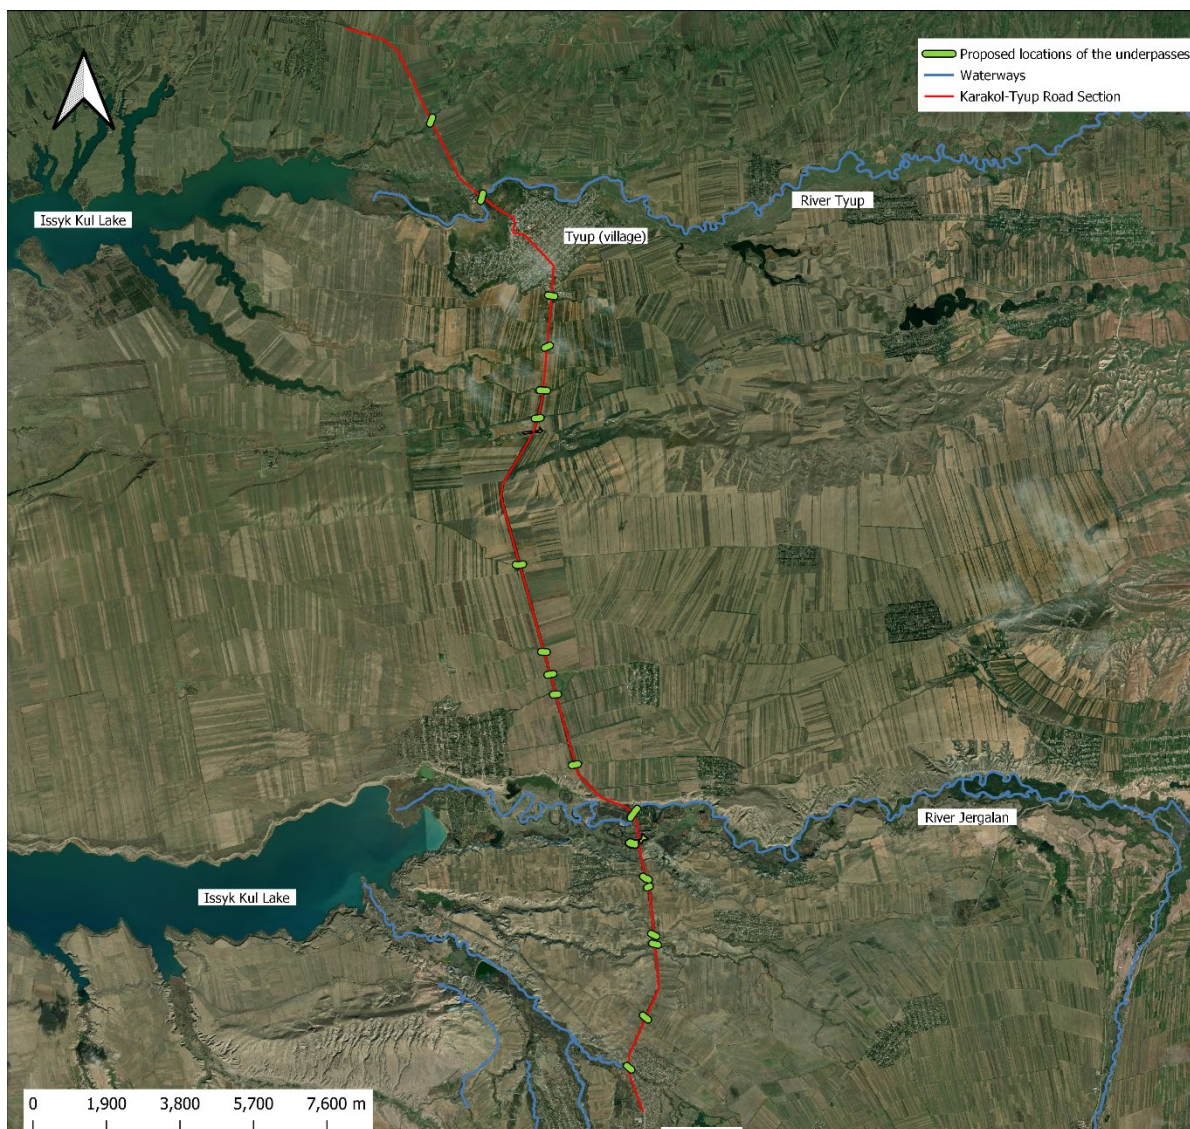 Proposed locations of the underpasses
Waterways
Karakol-Tyup Road Section
River Tyup
Issyk Kul Lake
Tyup (village)
River Jergalan
Issyk Kul Lake
0 1,900 3,800 5,700 7,600 m